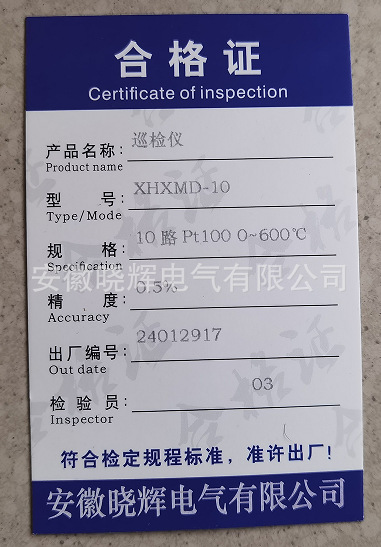 合格证
Certificate of inspection
产品名称： 巡检仪
Product name
型 号： XHXMD-10
Type/Mode
规 格： 10 路 Pt100 0~600℃
Specification
安徽晓辉电气有限公司
精 度： 0.5%
Accuracy
出厂编号： 24012917
Out date
检 验 员： 03
Inspector
符合检定规程标准，准许出厂！
安徽晓辉电气有限公司